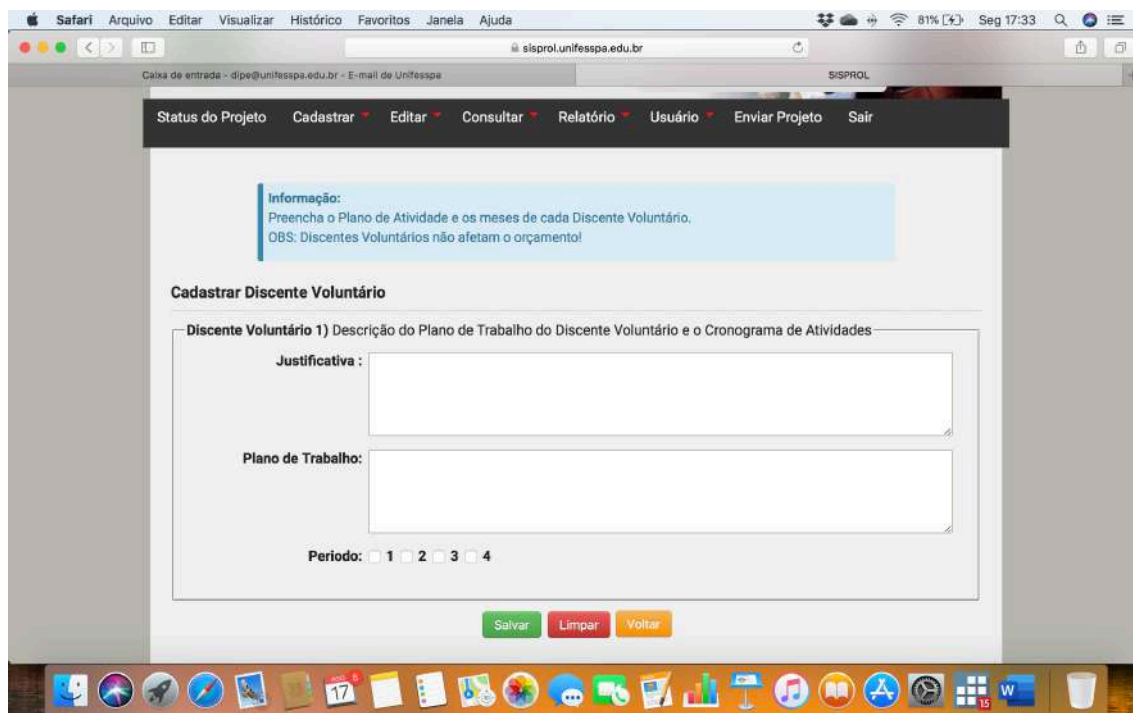 Safari Arquivo Editar Visualizar Histórico Favoritos Janela Ajuda 81% Seg 17:33
sisprol.unifesspa.edu.br
Caixa de entrada - dipe@unifesspa.edu.br - E-mail de Unifesspa SISPROL
Status do Projeto Cadastrar Editar Consultar Relatório Usuário Enviar Projeto Sair
Informação:
Preencha o Plano de Atividade e os meses de cada Discente Voluntário.
OBS: Discentes Voluntários não afetam o orçamento!
Cadastrar Discente Voluntário
Discente Voluntário 1) Descrição do Plano de Trabalho do Discente Voluntário e o Cronograma de Atividades
Justificativa :
Plano de Trabalho:
Periodo: 1 2 3 4
Salvar Limpar Voltar
17
15
W